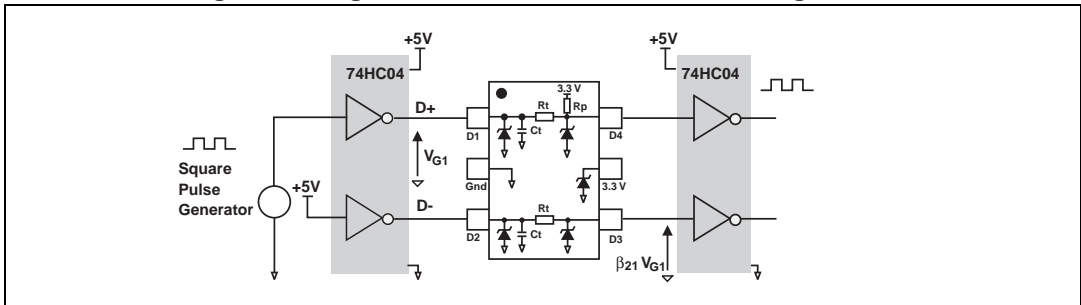 +5V
+5V
74HC04
74HC04
3.3 V
D+
Rt
Rp
D1
Ct
D4
VG1
Square
Pulse
Generator
+5V
Gnd
3.3 V
D-
Rt
D2
Ct
D3
β21 VG1